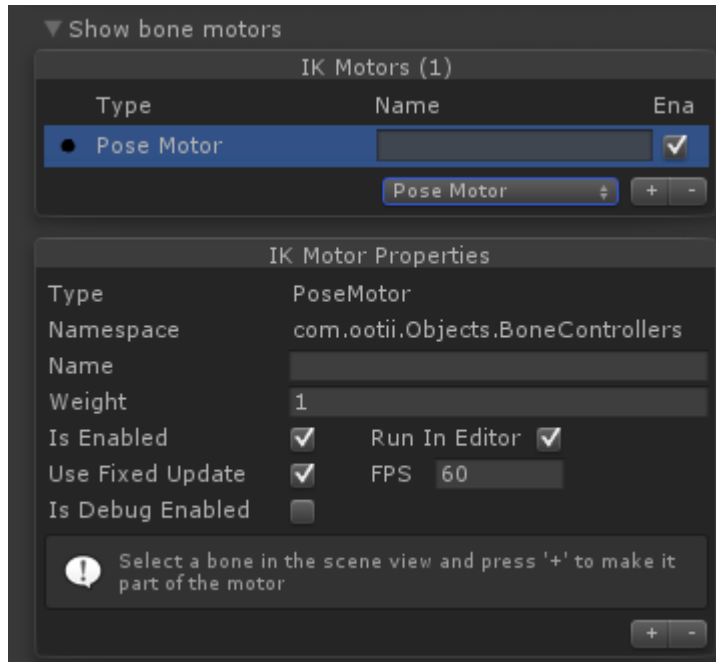 Show bone motors
IK Motors (1)
Type Name Ena
Pose Motor
Pose Motor + -
IK Motor Properties
Type PoseMotor
Namespace com.ootii.Objects.BoneControllers
Name
Weight 1
Is Enabled Run In Editor
Use Fixed Update FPS 60
Is Debug Enabled
Select a bone in the scene view and press '+' to make it
part of the motor
+ -